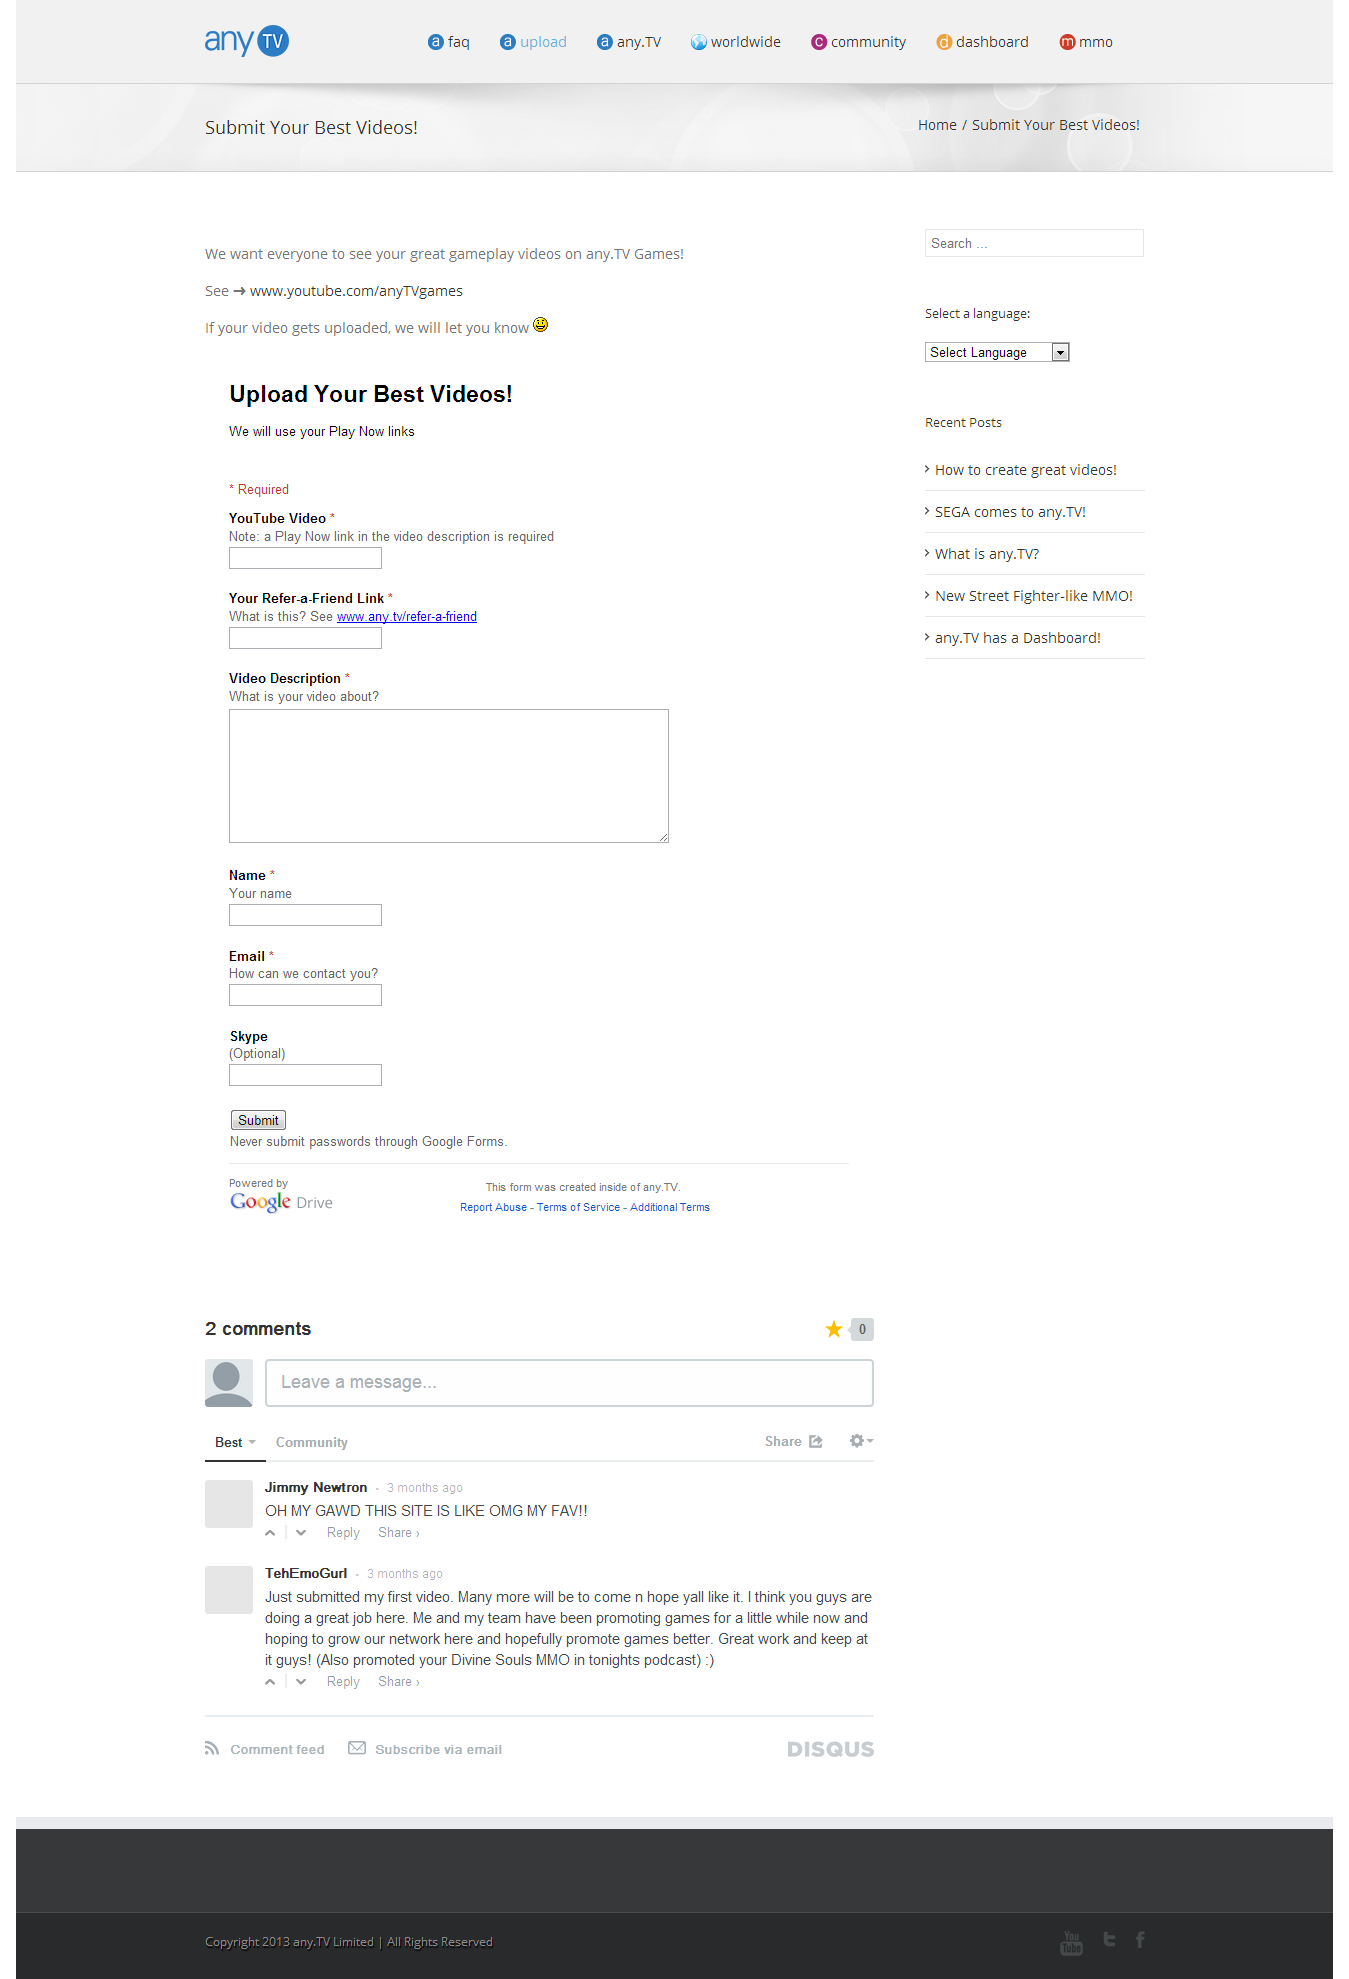 any TV
a faq
a upload
a any.TV
worldwide
c community
d dashboard
m mmo
Submit Your Best Videos!
Home / Submit Your Best Videos!
We want everyone to see your great gameplay videos on any.TV Games!
See ➜ www.youtube.com/anyTVgames
If your video gets uploaded, we will let you know
Upload Your Best Videos!
We will use your Play Now links
* Required
YouTube Video *
Note: a Play Now link in the video description is required
Your Refer-a-Friend Link *
What is this? See www.any.tv/refer-a-friend
Video Description *
What is your video about?
Name *
Your name
Email *
How can we contact you?
Skype
(Optional)
Submit
Never submit passwords through Google Forms.
Powered by
Google Drive
This form was created inside of any.TV.
Report Abuse - Terms of Service - Additional Terms
Search ...
Select a language:
Select Language
Recent Posts
How to create great videos!
SEGA comes to any.TV!
What is any.TV?
New Street Fighter-like MMO!
any.TV has a Dashboard!
2 comments
0
Leave a message...
Best
Community
Share
Jimmy Newtron · 3 months ago
OH MY GAWD THIS SITE IS LIKE OMG MY FAV!!
Reply Share ›
TehEmoGurl · 3 months ago
Just submitted my first video. Many more will be to come n hope yall like it. I think you guys are
doing a great job here. Me and my team have been promoting games for a little while now and
hoping to grow our network here and hopefully promote games better. Great work and keep at
it guys! (Also promoted your Divine Souls MMO in tonights podcast) :)
Reply Share ›
Comment feed
Subscribe via email
DISQUS
Copyright 2013 any.TV Limited | All Rights Reserved
You
Tube